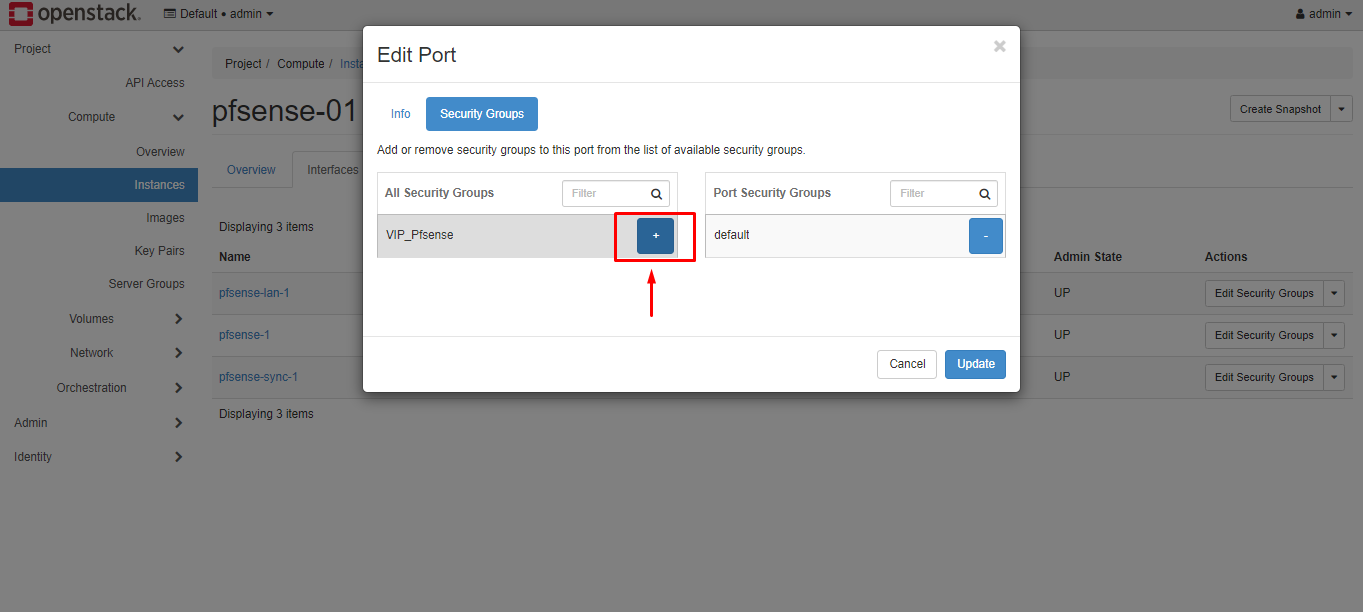 openstack.
Default • admin
admin
Project
API Access
Compute
Overview
Instances
Images
Key Pairs
Server Groups
Volumes
Network
Orchestration
Admin
Identity
Project / Compute / Insta
pfsense-01
Create Snapshot
Overview
Interfaces
Displaying 3 items
Name
Admin State
Actions
pfsense-lan-1
UP
Edit Security Groups
pfsense-1
UP
Edit Security Groups
pfsense-sync-1
UP
Edit Security Groups
Displaying 3 items
Edit Port
×
Info
Security Groups
Add or remove security groups to this port from the list of available security groups.
All Security Groups
Filter
VIP_Pfsense
+
Port Security Groups
Filter
default
-
Cancel
Update